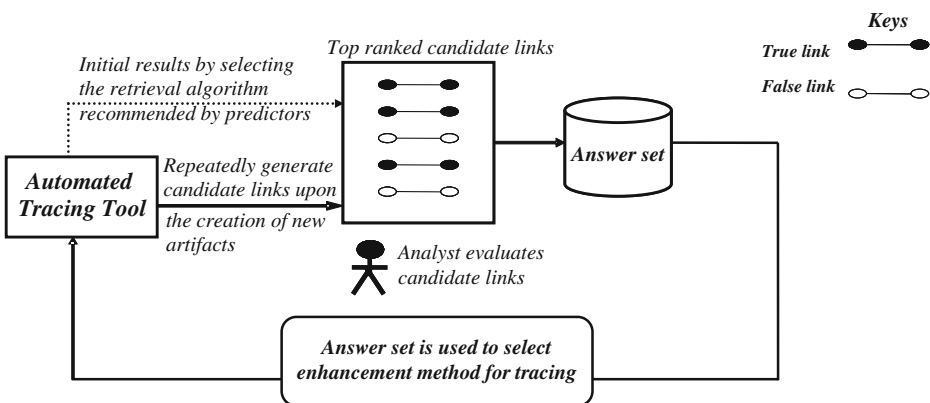 Keys
True link
False link
Top ranked candidate links
Initial results by selecting
the retrieval algorithm
recommended by predictors
Automated
Tracing Tool
Repeatedly generate
candidate links upon
the creation of new
artifacts
Answer set
Analyst evaluates
candidate links
Answer set is used to select
enhancement method for tracing